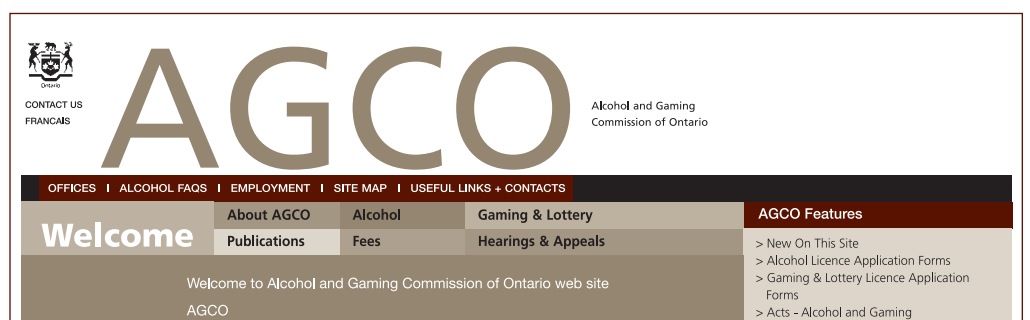 Ontario
CONTACT US
FRANCAIS
AGCO
Alcohol and Gaming
Commission of Ontario
OFFICES I ALCOHOL FAQS I EMPLOYMENT I SITE MAP I USEFUL LINKS + CONTACTS
Welcome
About AGCO
Alcohol
Gaming & Lottery
Publications
Fees
Hearings & Appeals
Welcome to Alcohol and Gaming Commission of Ontario web site
AGCO
AGCO Features
> New On This Site
> Alcohol Licence Application Forms
> Gaming & Lottery Licence Application
Forms
> Acts - Alcohol and Gaming